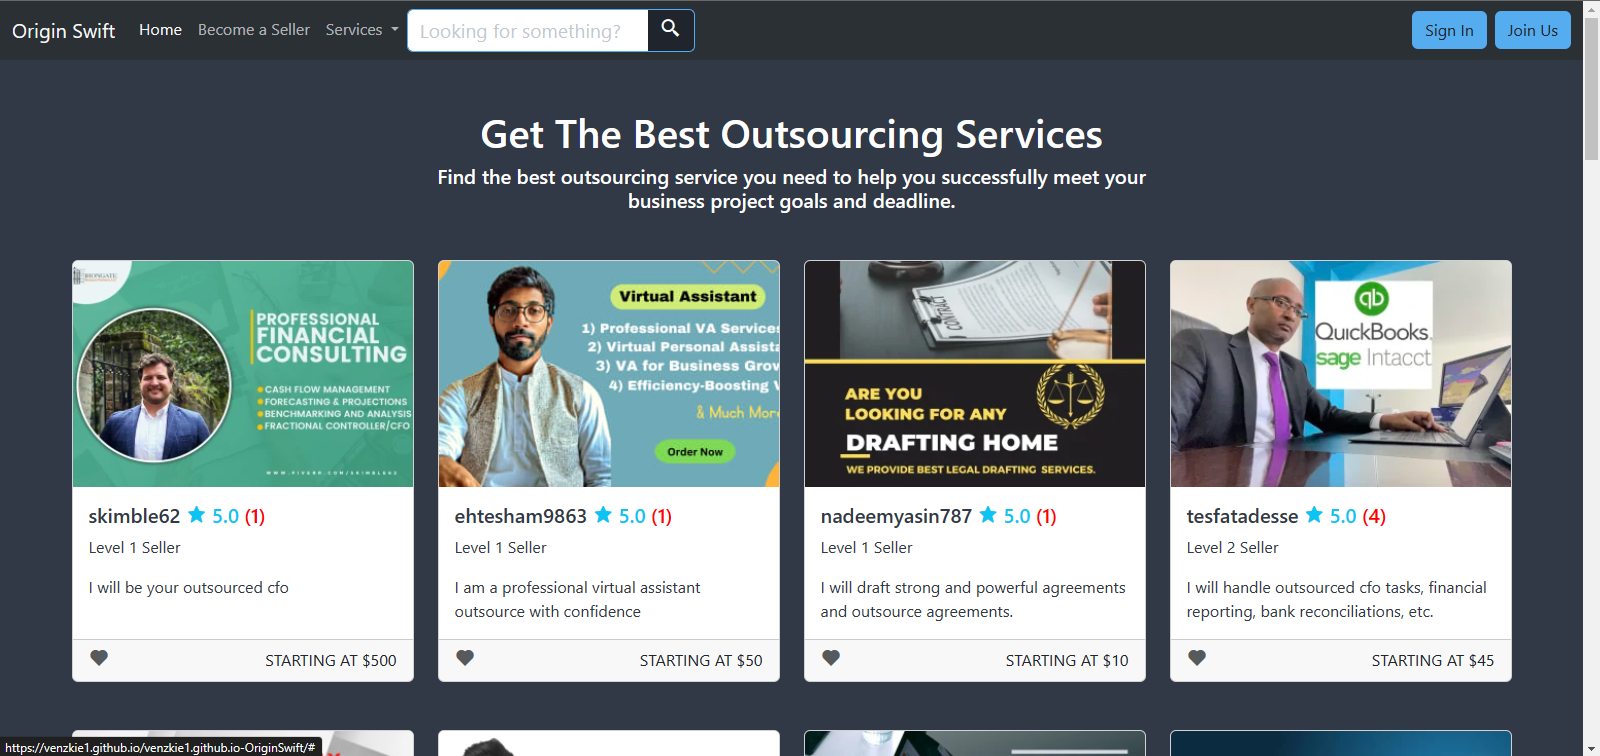 Origin Swift Home Become a Seller Services Looking for something? Sign In Join Us
Get The Best Outsourcing Services
Find the best outsourcing service you need to help you successfully meet your
business project goals and deadline.
PROFESSIONAL
FINANCIAL
CONSULTING
CASH FLOW MANAGEMENT
FORECASTING & PROJECTIONS
BENCHMARKING AND ANALYSIS
FRACTIONAL CONTROLLER/CFO
WWW.FIVERR.COM/SKIMBLE62
skimble62 5.0 (1)
Level 1 Seller
I will be your outsourced cfo
STARTING AT $500
Virtual Assistant
1) Professional VA Services
2) Virtual Personal Assista
3) VA for Business Grow
4) Efficiency-Boosting V
& Much More
Order Now
ehtesham9863 5.0 (1)
Level 1 Seller
I am a professional virtual assistant
outsource with confidence
STARTING AT $50
CONTRACT
ARE YOU
LOOKING FOR ANY
DRAFTING HOME
WE PROVIDE BEST LEGAL DRAFTING SERVICES.
nadeemyasin787 5.0 (1)
Level 1 Seller
I will draft strong and powerful agreements
and outsource agreements.
STARTING AT $10
qb
QuickBooks.
sage Intacct
tesfatadesse 5.0 (4)
Level 2 Seller
I will handle outsourced cfo tasks, financial
reporting, bank reconciliations, etc.
STARTING AT $45
https://venzkie1.github.io/venzkie1.github.io-OriginSwift/#